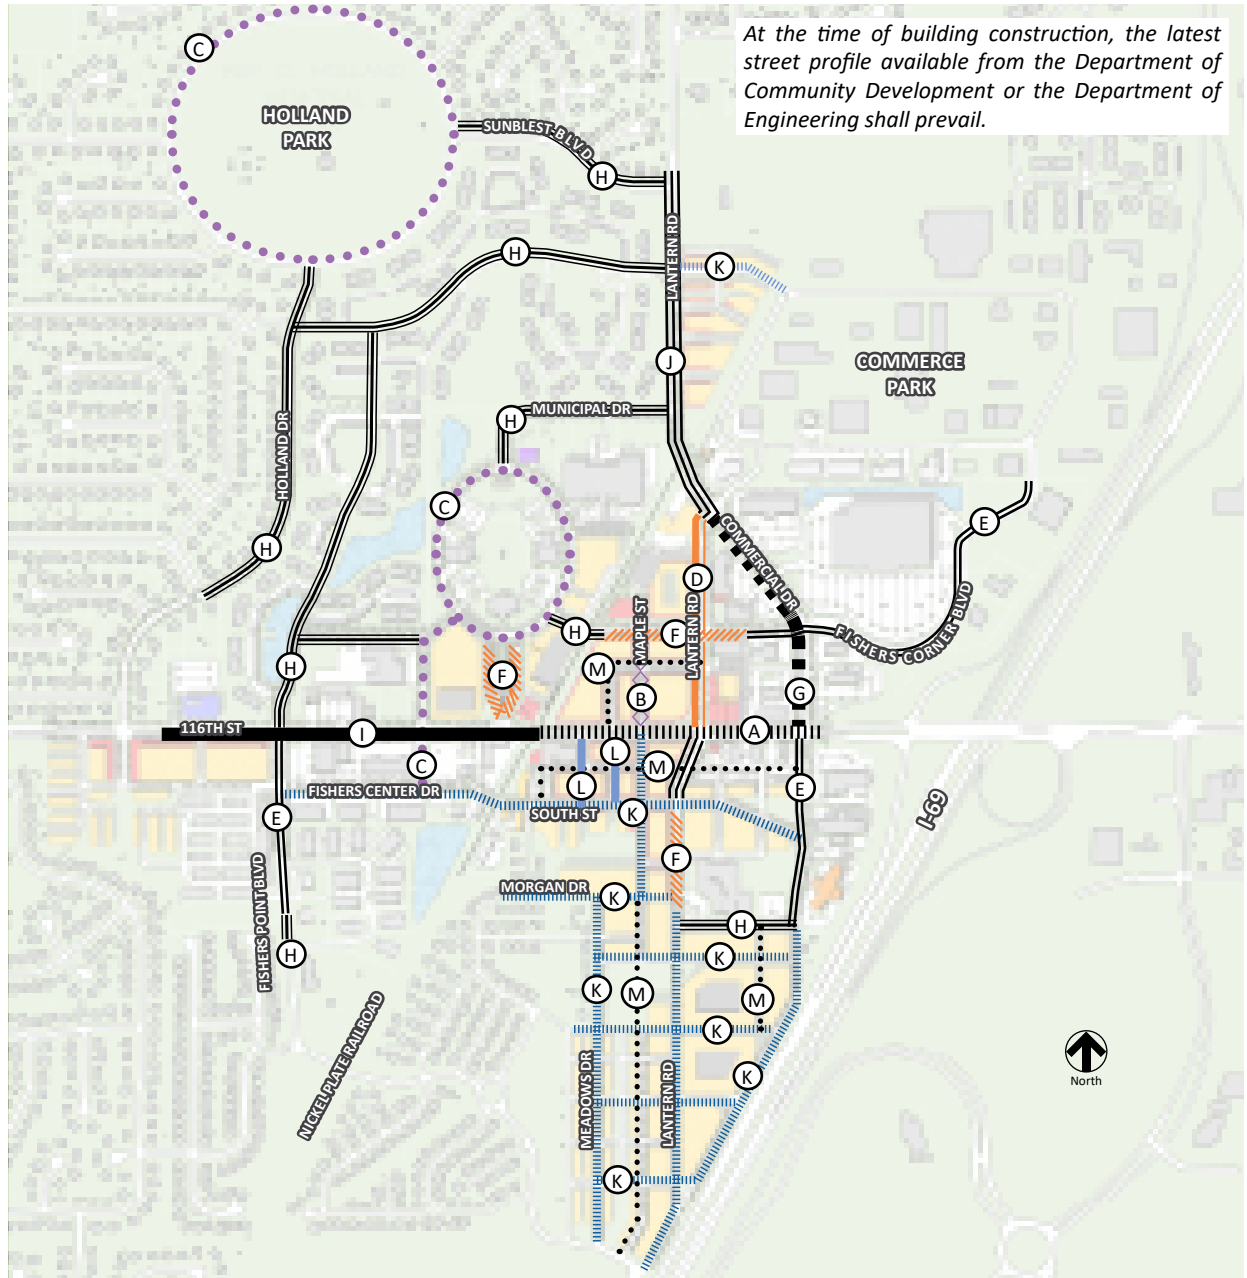 At the time of building construction, the latest
street profile available from the Department of
Community Development or the Department of
Engineering shall prevail.
C
HOLLAND
PARK
SUNBLEST BLVD
H
LANTERN RD
H
K
J
COMMERCE
PARK
MUNICIPAL DR
H
HOLLAND DR
C
E
H
COMMERCIAL DR
D
MAPLE ST
LANTERN RD
H
F
FISHERS CORNER BLVD
H
M
F
B
G
116TH ST
I
A
L
C
M
L
E
FISHERS CENTER DR
SOUTH ST
K
E
F
MORGAN DR
K
FISHERS POINT BLVD
H
H
K
I-69
K
M
M
K
NICKEL PLATE RAILROAD
MEADOWS DR
LANTERN RD
K
North
K